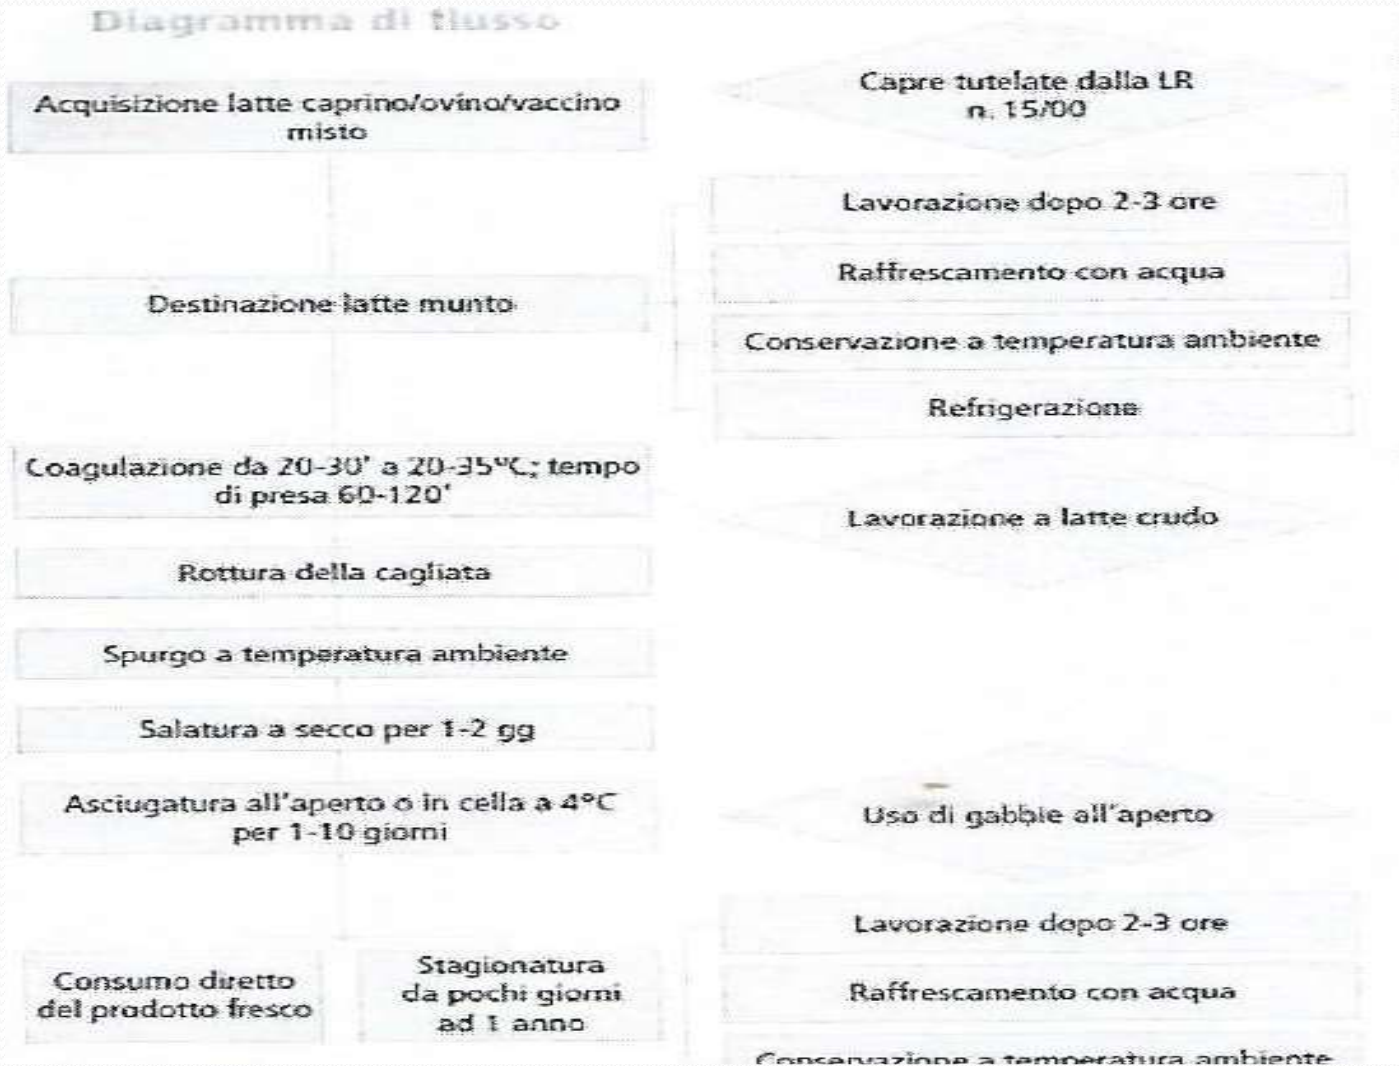 Diagramma di flusso
Acquisizione latte caprino/ovino/vaccino
misto
Capre tutelate dalla LR
n. 15/00
Lavorazione dopo 2-3 ore
Raffrescamento con acqua
Destinazione latte munto
Conservazione a temperatura ambiente
Refrigerazione
Coagulazione da 20-30' a 20-35°C; tempo
di presa 60-120'
Lavorazione a latte crudo
Rottura della cagliata
Spurgo a temperatura ambiente
Salatura a secco per 1-2 gg
Asciugatura all'aperto o in cella a 4°C
per 1-10 giorni
Uso di gabbie all'aperto
Consumo diretto
del prodotto fresco
Stagionatura
da pochi giorni
ad 1 anno
Lavorazione dopo 2-3 ore
Raffrescamento con acqua
Conservazione a temperatura ambiente